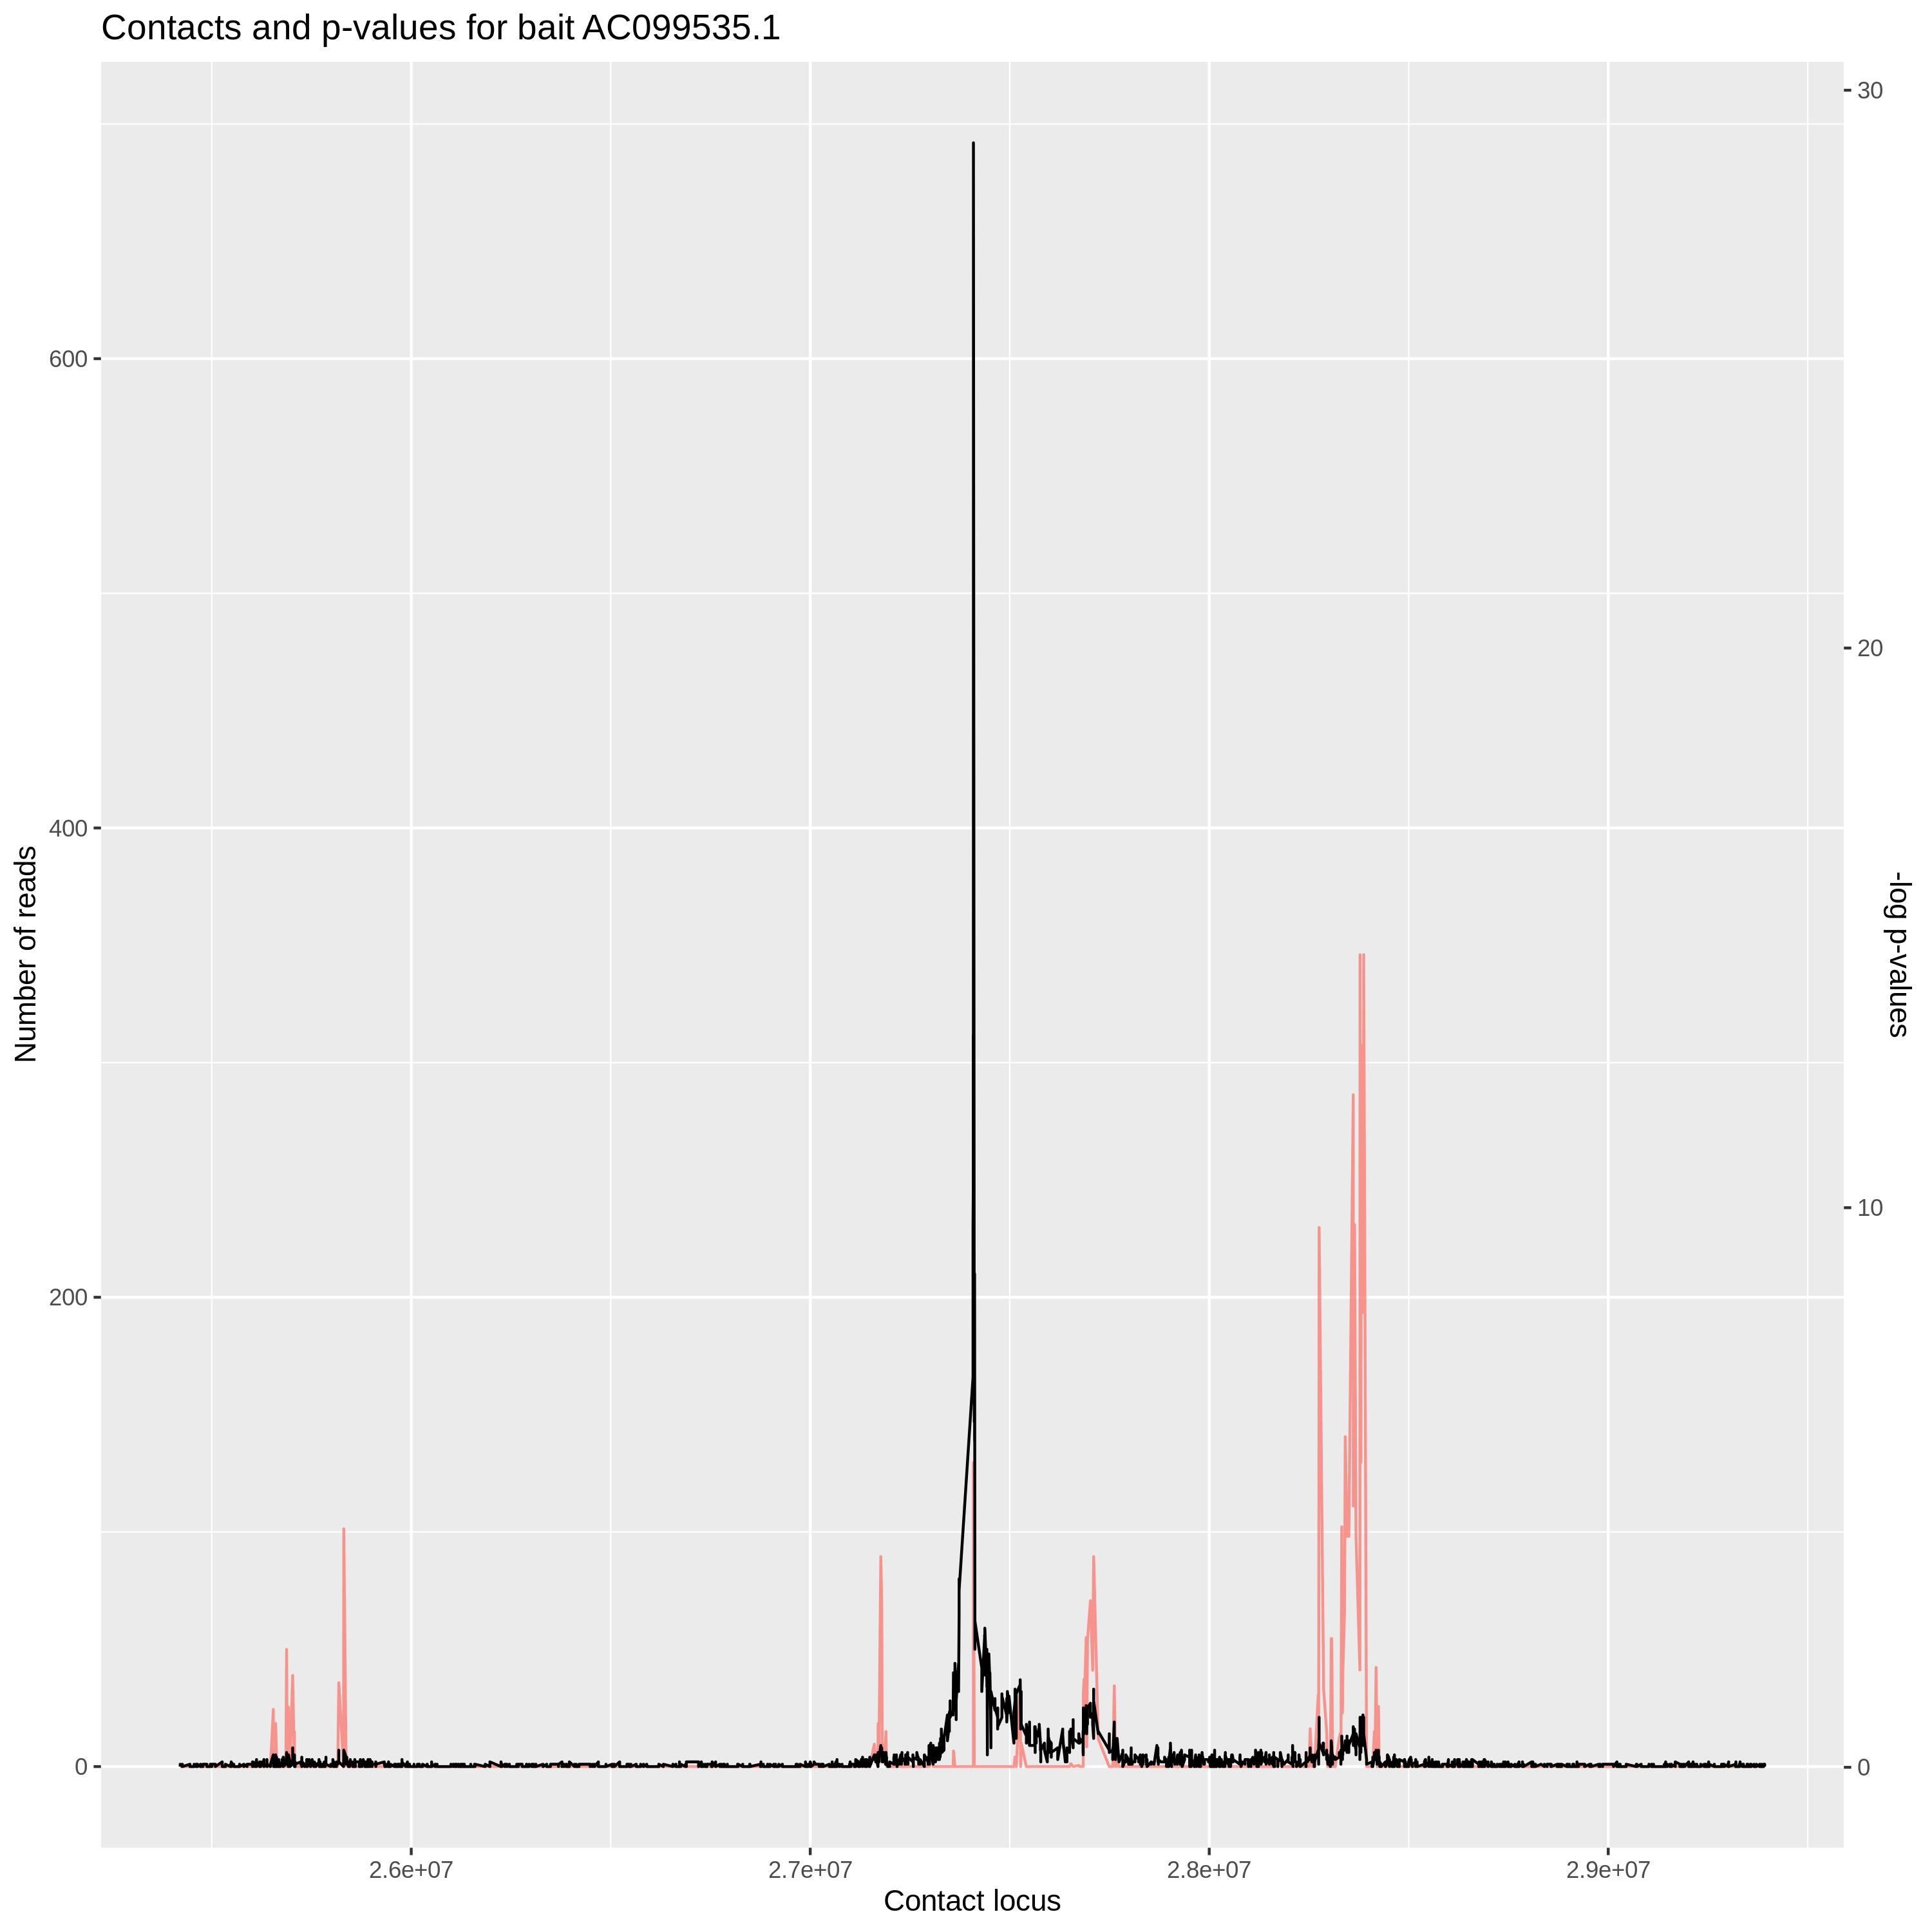 Contacts and p-values for bait AC099535.1
30
600
20
400
Number of reads
-log p-values
10
200
0
0
2.6e+07
2.7e+07
2.8e+07
2.9e+07
Contact locus